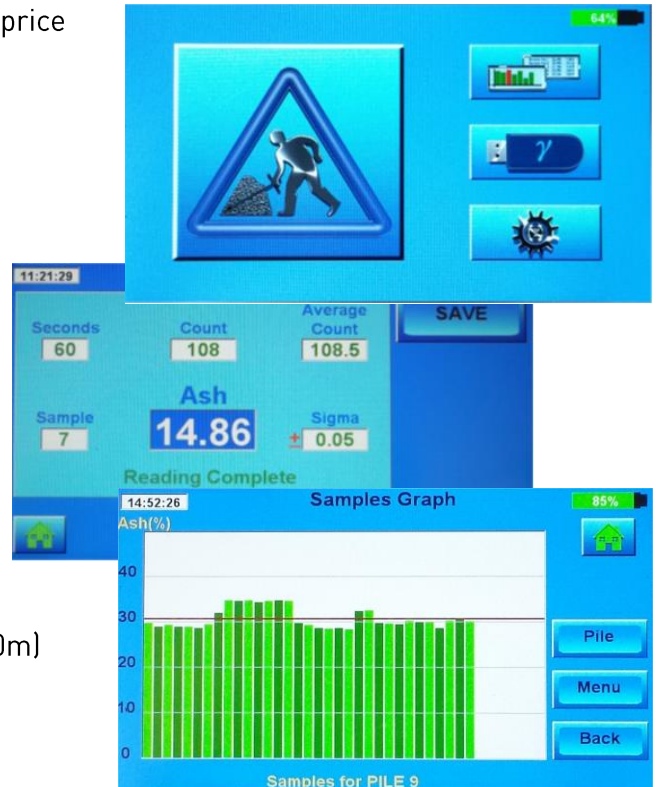 price
64%
γ
11:21:29
Seconds
Count
Average
Count
SAVE
60
108
108.5
Sample
Ash
Sigma
7
14.86
± 0.05
Reading Complete
14:52:26
Samples Graph
85%
Ash(%)
40
30
20
10
0
Pile
Menu
Back
Samples for PILE 9
0m)